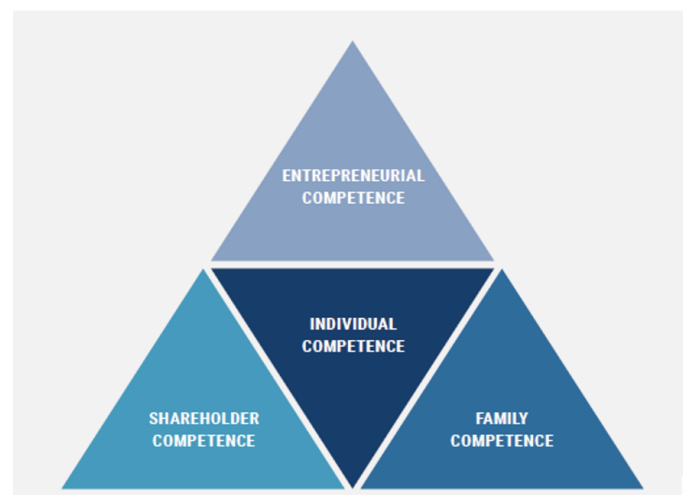 ENTREPRENEURIAL
COMPETENCE
INDIVIDUAL
COMPETENCE
SHAREHOLDER
COMPETENCE
FAMILY
COMPETENCE